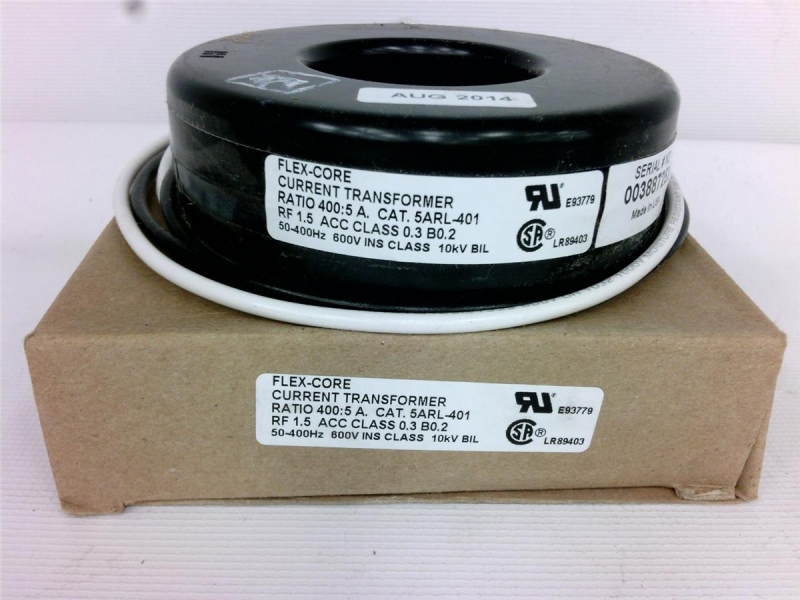 AUG 2014
FLEX-CORE
CURRENT TRANSFORMER
RATIO 400:5 A. CAT. 5ARL-401
RF 1.5 ACC CLASS 0.3 B0.2
50-400Hz 600V INS CLASS 10kV BIL
E93779
LR89403
SERIAL #
Made in
FLEX-CORE
CURRENT TRANSFORMER
RATIO 400:5 A. CAT. 5ARL-401
RF 1.5 ACC CLASS 0.3 B0.2
50-400Hz 600V INS CLASS 10kV BIL
E93779
LR89403